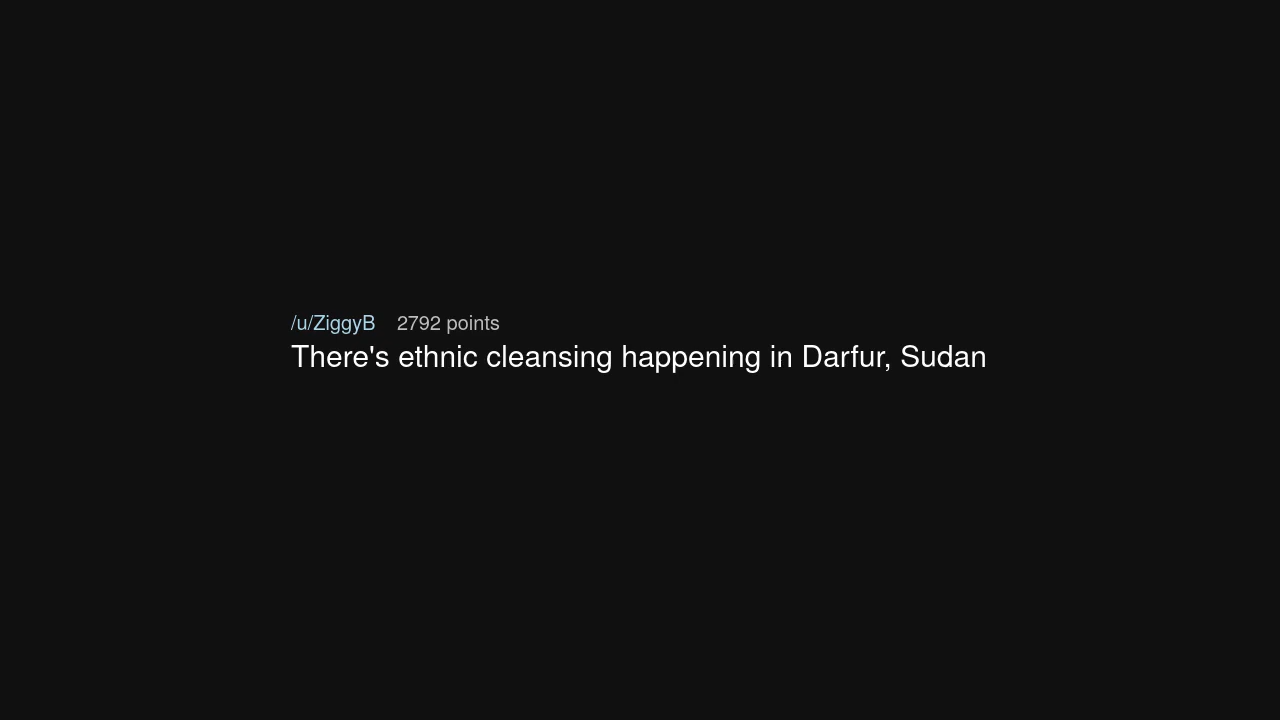 /u/ZiggyB 2792 points
There's ethnic cleansing happening in Darfur, Sudan